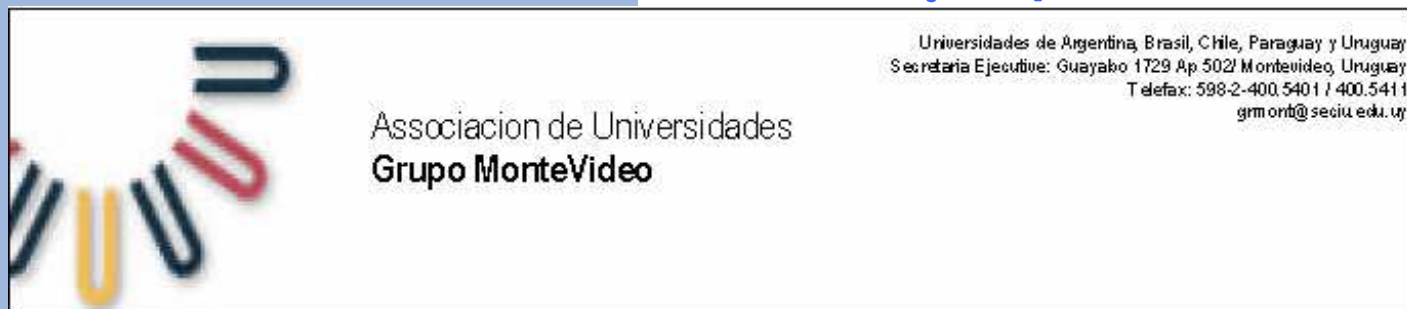 Universidades de Argentina, Brasil, Chile, Paraguay y Uruguay
Secretaria Ejecutive: Guayabo 1729 Ap 502/ Montevideo, Uruguay
Telefax: 598-2-400.5401 / 400.5411
grmont@seciu.edu.uy
Associacion de Universidades
Grupo MonteVideo